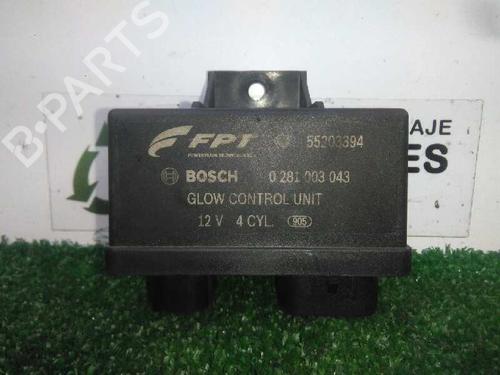 B-PARTS
FPT 55203394
POWERTRAIN TECHNOLOGIES
BOSCH 0 281 003 043
GLOW CONTROL UNIT
12 V 4 CYL. 905
AJE
ES